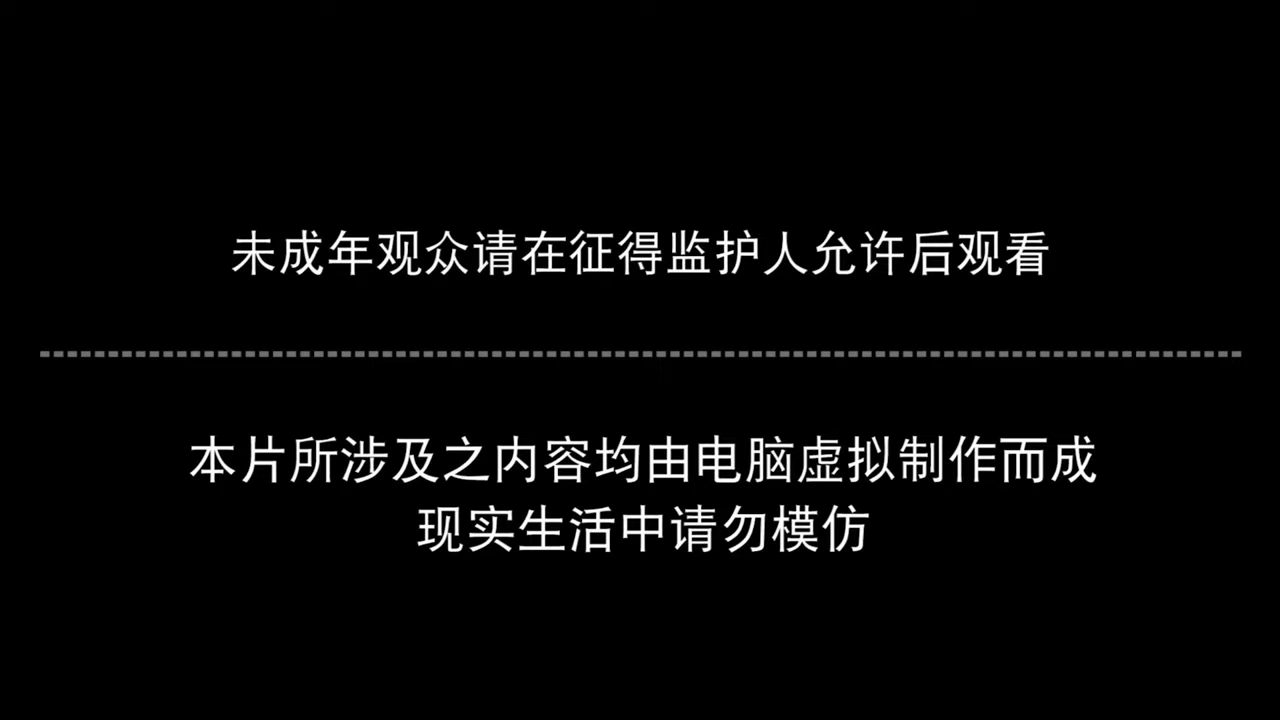 未成年观众请在征得监护人允许后观看
本片所涉及之内容均由电脑虚拟制作而成
现实生活中请勿模仿